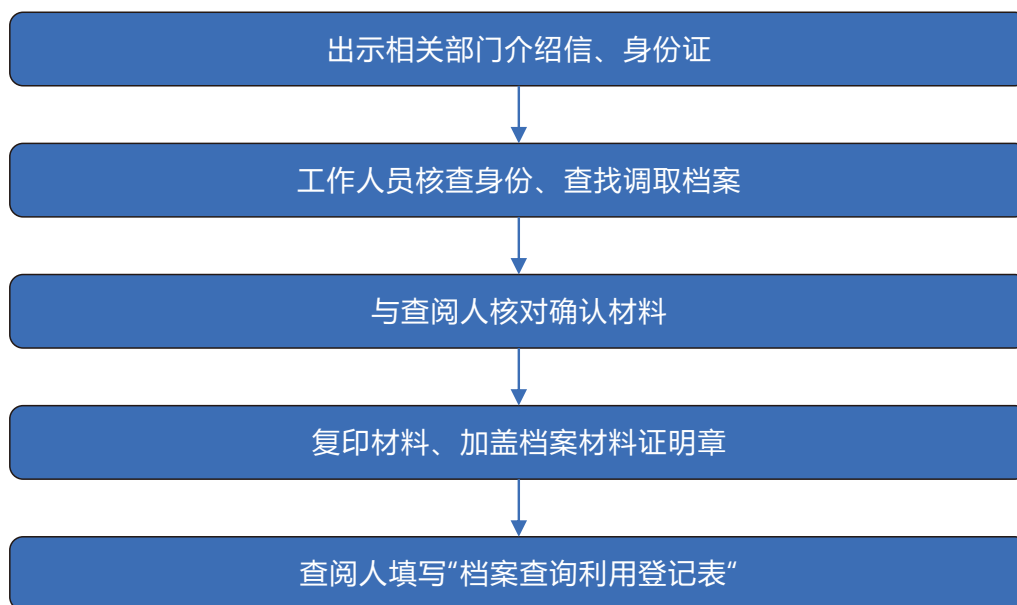 出示相关部门介绍信、身份证
工作人员核查身份、查找调取档案
与查阅人核对确认材料
复印材料、加盖档案材料证明章
查阅人填写“档案查询利用登记表“